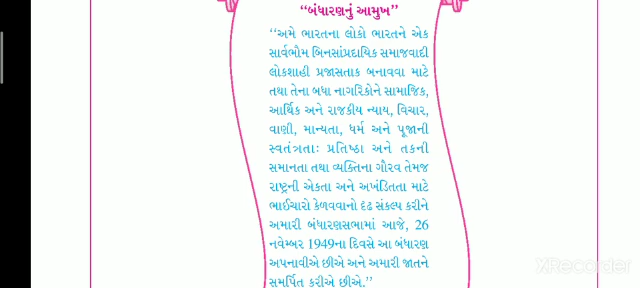 “બંધારણનું આમુખ”
“અમે ભારતના લોકો ભારતને એક
સાર્વભૌમ બિનસાંપ્રદાયિક સમાજવાદી
લોકશાહી પ્રજાસત્તાક બનાવવા માટે
તથા તેના બધા નાગરિકોને સામાજિક,
આર્થિક અને રાજકીય ન્યાય, વિચાર,
વાણી, માન્યતા, ધર્મ અને પૂજાની
સ્વતંત્રતાઃ પ્રતિષ્ઠા અને તકની
સમાનતા તથા વ્યક્તિના ગૌરવ તેમજ
રાષ્ટ્રની એકતા અને અખંડિતતા માટે
ભાઈચારો કેળવવાનો દૃઢ સંકલ્પ કરીને
અમારી બંધારણસભામાં આજે, 26
નવેમ્બર 1949ના દિવસે આ બંધારણ
અપનાવીએ છીએ અને અમારી જાતને
સમર્પિત કરીએ છીએ.”
XRecorder